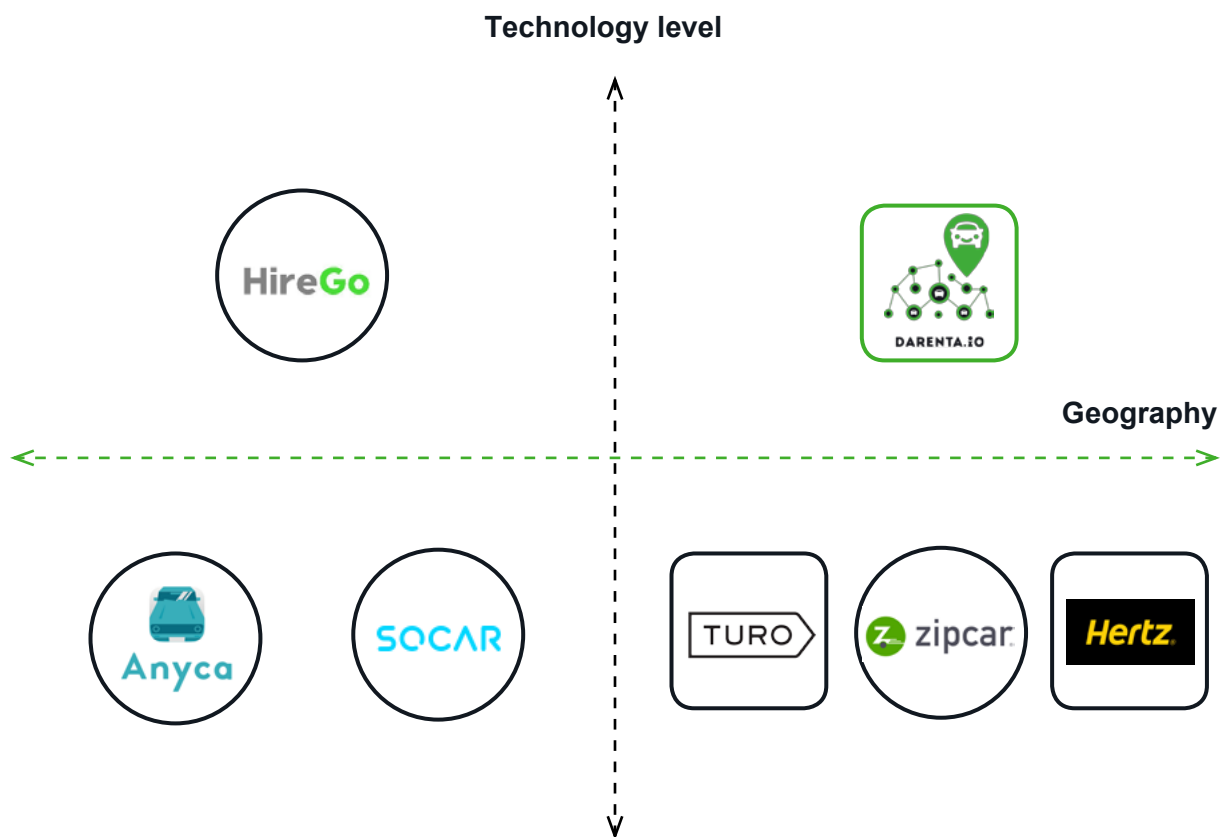 Technology level
HireGo
DARENTA.IO
Geography
Anyca
SOCAR
TURO
zipcar
Hertz